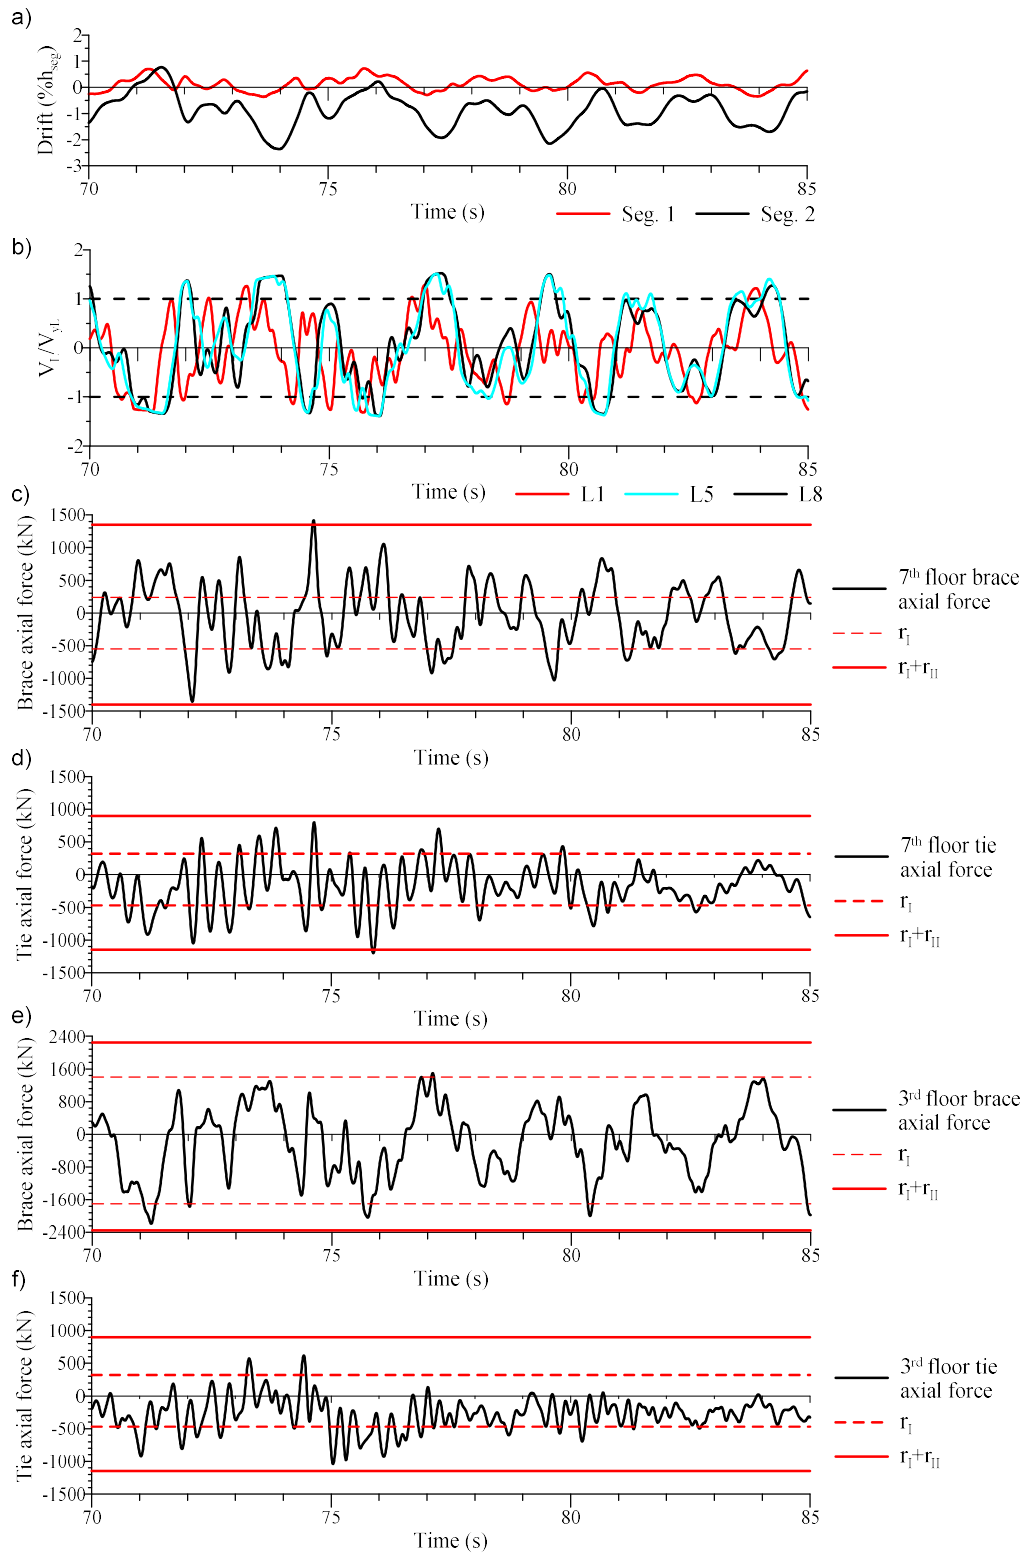 a)
Drift (%h_seg)
2
1
0
-1
-2
-3
70 75 80 85
Time (s)
Seg. 1 Seg. 2
b)
V_I/V_yL
2
1
0
-1
-2
70 75 80 85
Time (s)
L1 L5 L8
c)
Brace axial force (kN)
1500
1000
500
0
-500
-1000
-1500
70 75 80 85
Time (s)
7th floor brace
axial force
r_I
r_I+r_II
d)
Tie axial force (kN)
1500
1000
500
0
-500
-1000
-1500
70 75 80 85
Time (s)
7th floor tie
axial force
r_I
r_I+r_II
e)
Brace axial force (kN)
2400
1600
800
0
-800
-1600
-2400
70 75 80 85
Time (s)
3rd floor brace
axial force
r_I
r_I+r_II
f)
Tie axial force (kN)
1500
1000
500
0
-500
-1000
-1500
70 75 80 85
Time (s)
3rd floor tie
axial force
r_I
r_I+r_II